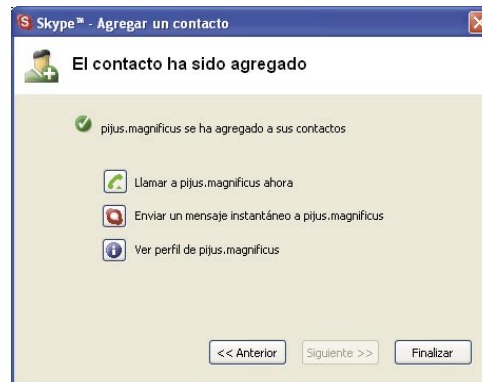 Skype™ - Agregar un contacto
El contacto ha sido agregado
pijus.magnificus se ha agregado a sus contactos
Llamar a pijus.magnificus ahora
Enviar un mensaje instantáneo a pijus.magnificus
Ver perfil de pijus.magnificus
<< Anterior Siguiente >> Finalizar